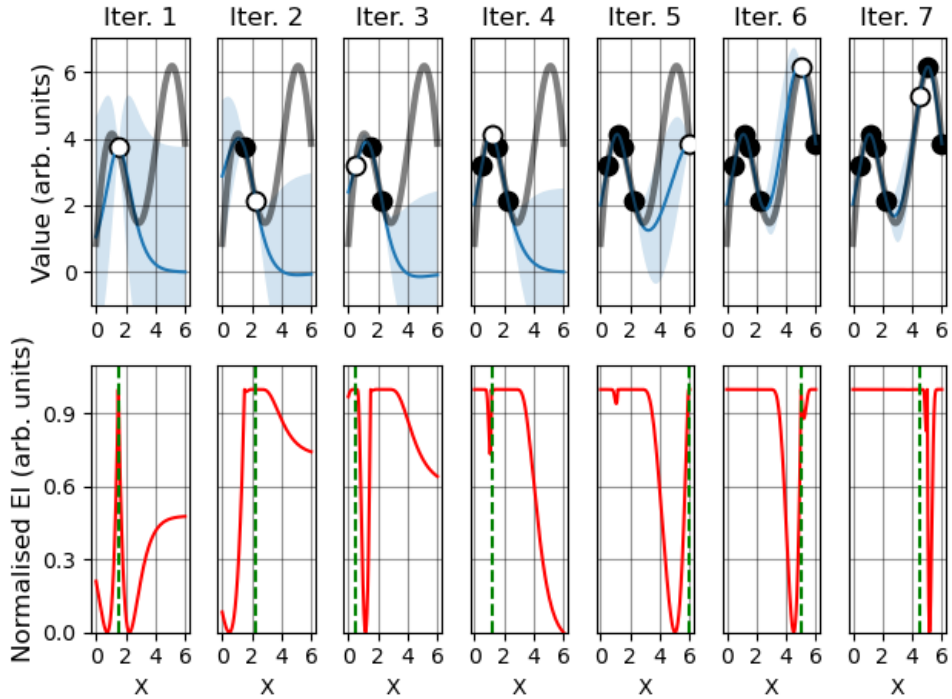 Iter. 1 Iter. 2 Iter. 3 Iter. 4 Iter. 5 Iter. 6 Iter. 7
Value (arb. units)
6
4
2
0
0 2 4 6 0 2 4 6 0 2 4 6 0 2 4 6 0 2 4 6 0 2 4 6 0 2 4 6
Normalised EI (arb. units)
0.9
0.6
0.3
0.0
0 2 4 6 0 2 4 6 0 2 4 6 0 2 4 6 0 2 4 6 0 2 4 6 0 2 4 6
X X X X X X X